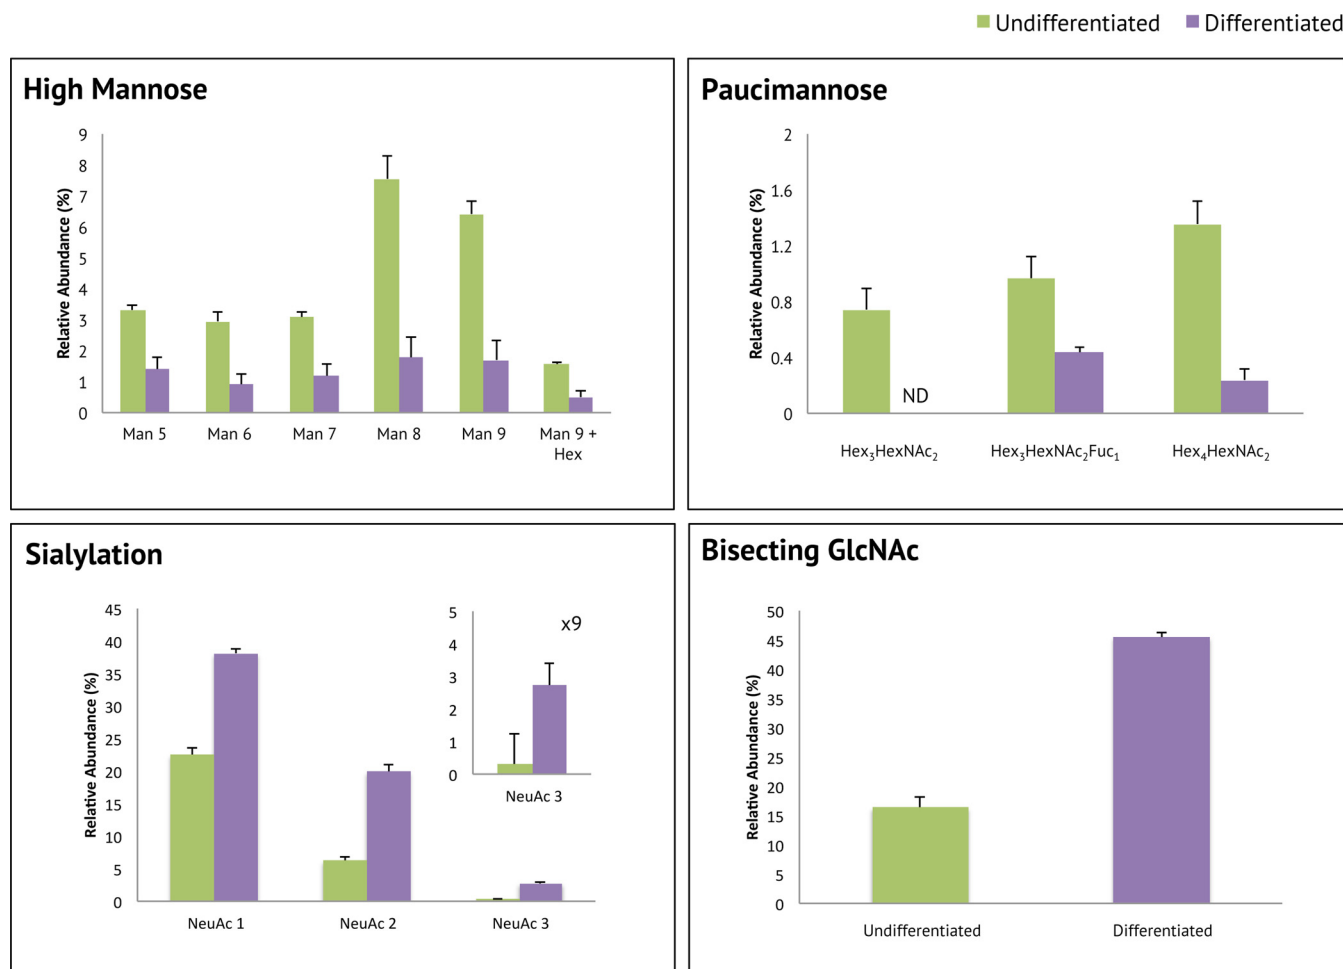 Undifferentiated Differentiated
High Mannose
Relative Abundance (%)
9
8
7
6
5
4
3
2
1
0
Man 5 Man 6 Man 7 Man 8 Man 9 Man 9 +
Hex
Paucimannose
Relative Abundance (%)
2
1.6
1.2
0.8
0.4
0
ND
Hex₃HexNAc₂ Hex₃HexNAc₂Fuc₁ Hex₄HexNAc₂
Sialylation
Relative Abundance (%)
45
40
35
30
25
20
15
10
5
0
NeuAc 1 NeuAc 2 NeuAc 3
x9
5
4
3
2
1
0
NeuAc 3
Bisecting GlcNAc
Relative Abundance (%)
50
45
40
35
30
25
20
15
10
5
0
Undifferentiated Differentiated